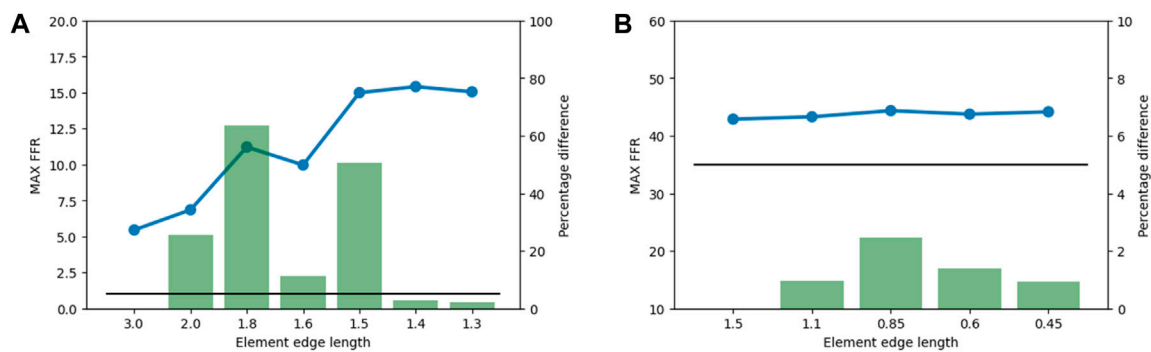 A
MAX FFR
20.0
17.5
15.0
12.5
10.0
7.5
5.0
2.5
0.0
100
80
60
40
20
0
Percentage difference
3.0 2.0 1.8 1.6 1.5 1.4 1.3
Element edge length
B
MAX FFR
60
50
40
30
20
10
10
8
6
4
2
0
Percentage difference
1.5 1.1 0.85 0.6 0.45
Element edge length